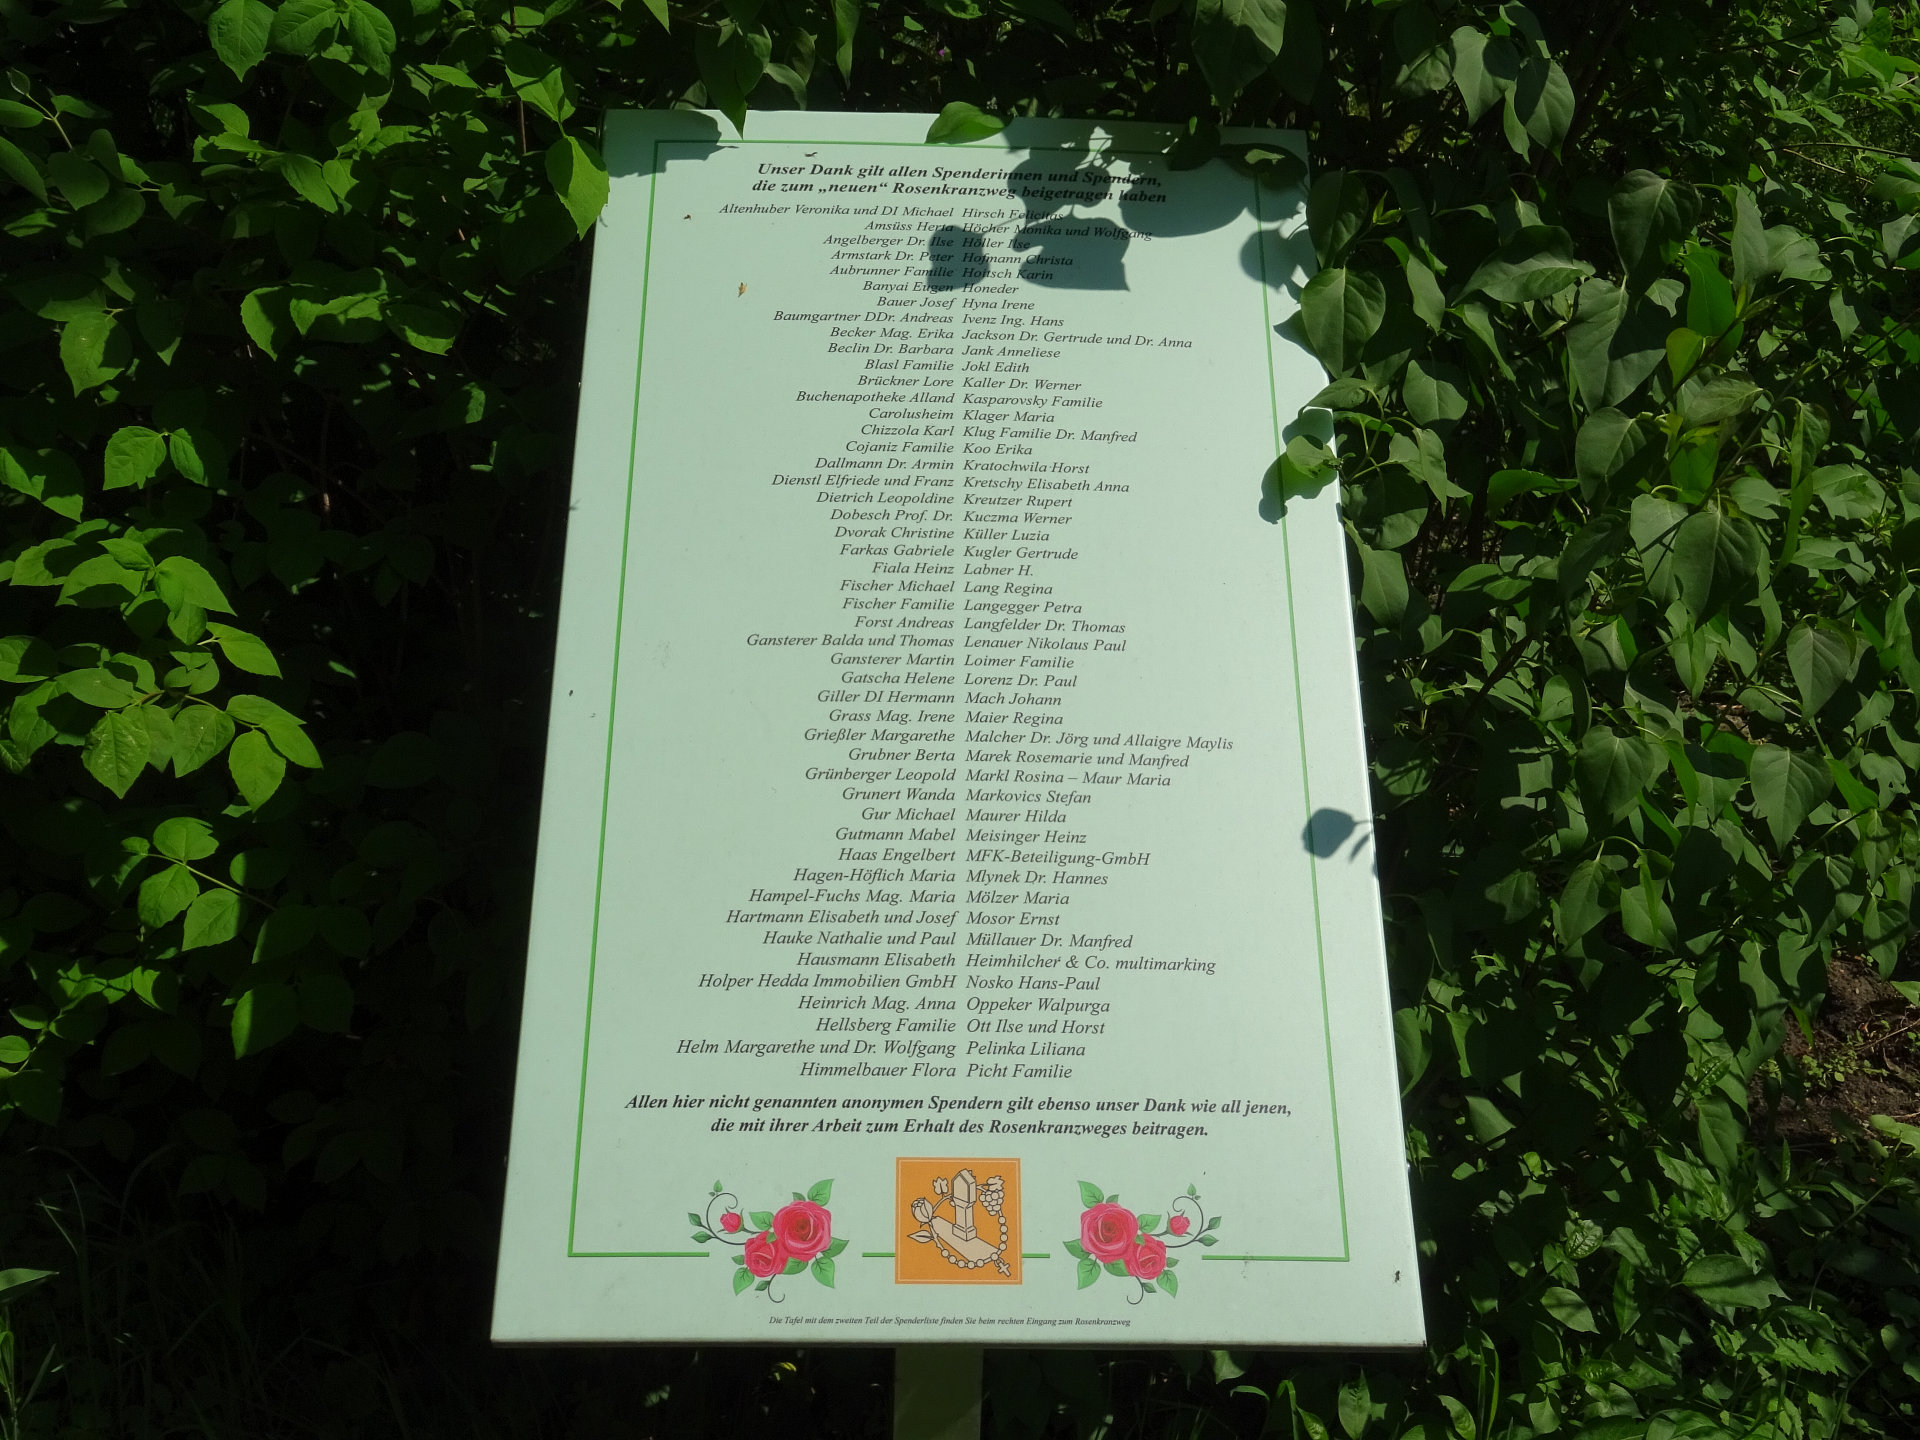 Unser Dank gilt allen Spenderinnen und Spendern,
die zum „neuen“ Rosenkranzweg beigetragen haben
Altenhuber Veronika und DI Michael Hirsch Felicitas
Amsüss Herta Höcher Monika und Wolfgang
Angelberger Dr. Ilse Höller Ilse
Armstark Dr. Peter Hofmann Christa
Aubrunner Familie Hoitsch Karin
Banyai Eugen Honeder
Bauer Josef Hyna Irene
Baumgartner DDr. Andreas Ivenz Ing. Hans
Becker Mag. Erika Jackson Dr. Gertrude und Dr. Anna
Beclin Dr. Barbara Jank Anneliese
Blasl Familie Jokl Edith
Brückner Lore Kaller Dr. Werner
Buchenapotheke Alland Kasparovsky Familie
Carolusheim Klager Maria
Chizzola Karl Klug Familie Dr. Manfred
Cojaniz Familie Koo Erika
Dallmann Dr. Armin Kratochwila Horst
Dienstl Elfriede und Franz Kretschy Elisabeth Anna
Dietrich Leopoldine Kreutzer Rupert
Dobesch Prof. Dr. Kuczma Werner
Dvorak Christine Küller Luzia
Farkas Gabriele Kugler Gertrude
Fiala Heinz Labner H.
Fischer Michael Lang Regina
Fischer Familie Langegger Petra
Forst Andreas Langfelder Dr. Thomas
Gansterer Balda und Thomas Lenauer Nikolaus Paul
Gansterer Martin Loimer Familie
Gatscha Helene Lorenz Dr. Paul
Giller DI Hermann Mach Johann
Grass Mag. Irene Maier Regina
Grießler Margarethe Malcher Dr. Jörg und Allaigre Maylis
Grubner Berta Marek Rosemarie und Manfred
Grünberger Leopold Markl Rosina – Maur Maria
Grunert Wanda Markovics Stefan
Gur Michael Maurer Hilda
Gutmann Mabel Meisinger Heinz
Haas Engelbert MFK-Beteiligung-GmbH
Hagen-Höflich Maria Mlynek Dr. Hannes
Hampel-Fuchs Mag. Maria Mölzer Maria
Hartmann Elisabeth und Josef Mosor Ernst
Hauke Nathalie und Paul Müllauer Dr. Manfred
Hausmann Elisabeth Heimhilcher & Co. multimarking
Holper Hedda Immobilien GmbH Nosko Hans-Paul
Heinrich Mag. Anna Oppeker Walpurga
Hellsberg Familie Ott Ilse und Horst
Helm Margarethe und Dr. Wolfgang Pelinka Liliana
Himmelbauer Flora Picht Familie
Allen hier nicht genannten anonymen Spendern gilt ebenso unser Dank wie all jenen,
die mit ihrer Arbeit zum Erhalt des Rosenkranzweges beitragen.
Die Tafel mit dem zweiten Teil der Spenderliste finden Sie beim rechten Eingang zum Rosenkranzweg